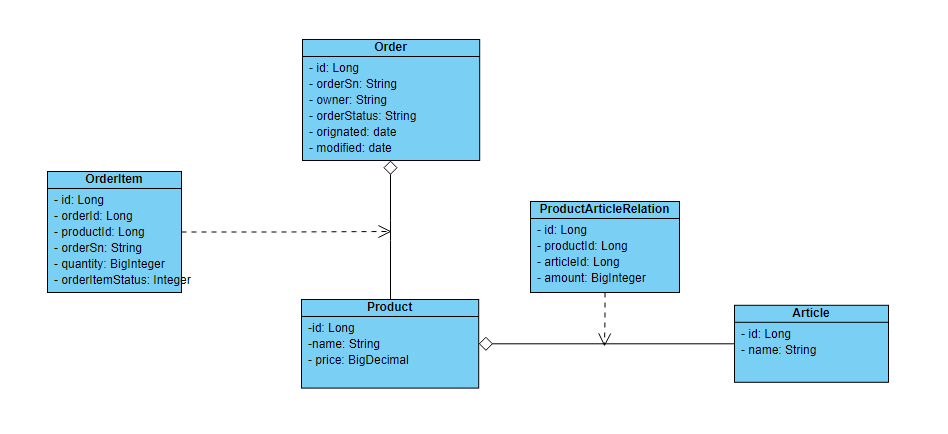 Order
- id: Long
- orderSn: String
- owner: String
- orderStatus: String
- orignated: date
- modified: date
OrderItem
- id: Long
- orderId: Long
- productId: Long
- orderSn: String
- quantity: BigInteger
- orderItemStatus: Integer
ProductArticleRelation
- id: Long
- productId: Long
- articleId: Long
- amount: BigInteger
Product
-id: Long
-name: String
- price: BigDecimal
Article
- id: Long
- name: String